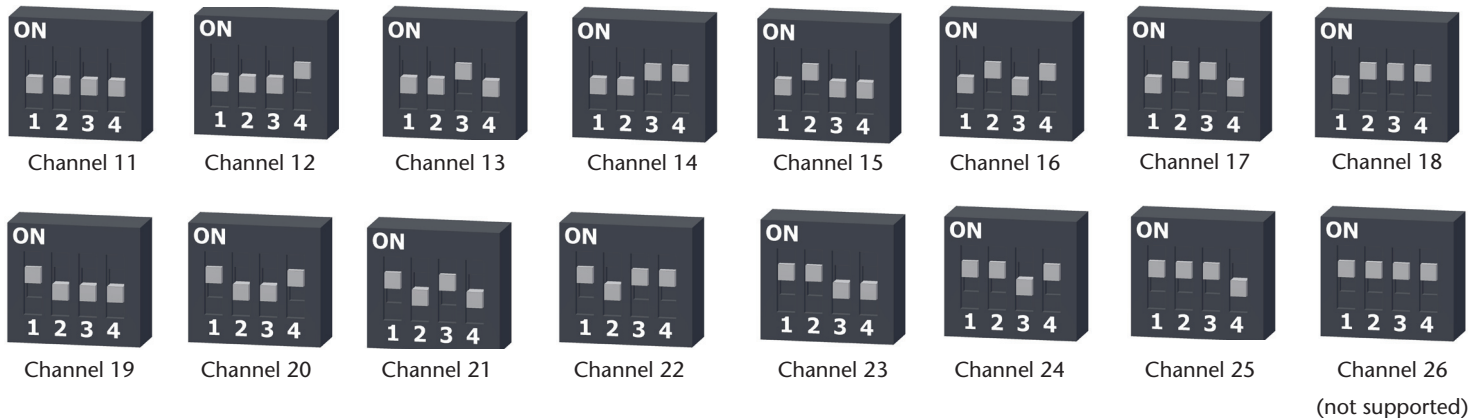 ON ON ON ON ON ON ON ON
1 2 3 4 1 2 3 4 1 2 3 4 1 2 3 4 1 2 3 4 1 2 3 4 1 2 3 4 1 2 3 4
Channel 11 Channel 12 Channel 13 Channel 14 Channel 15 Channel 16 Channel 17 Channel 18
ON ON ON ON ON ON ON ON
1 2 3 4 1 2 3 4 1 2 3 4 1 2 3 4 1 2 3 4 1 2 3 4 1 2 3 4 1 2 3 4
Channel 19 Channel 20 Channel 21 Channel 22 Channel 23 Channel 24 Channel 25 Channel 26
(not supported)